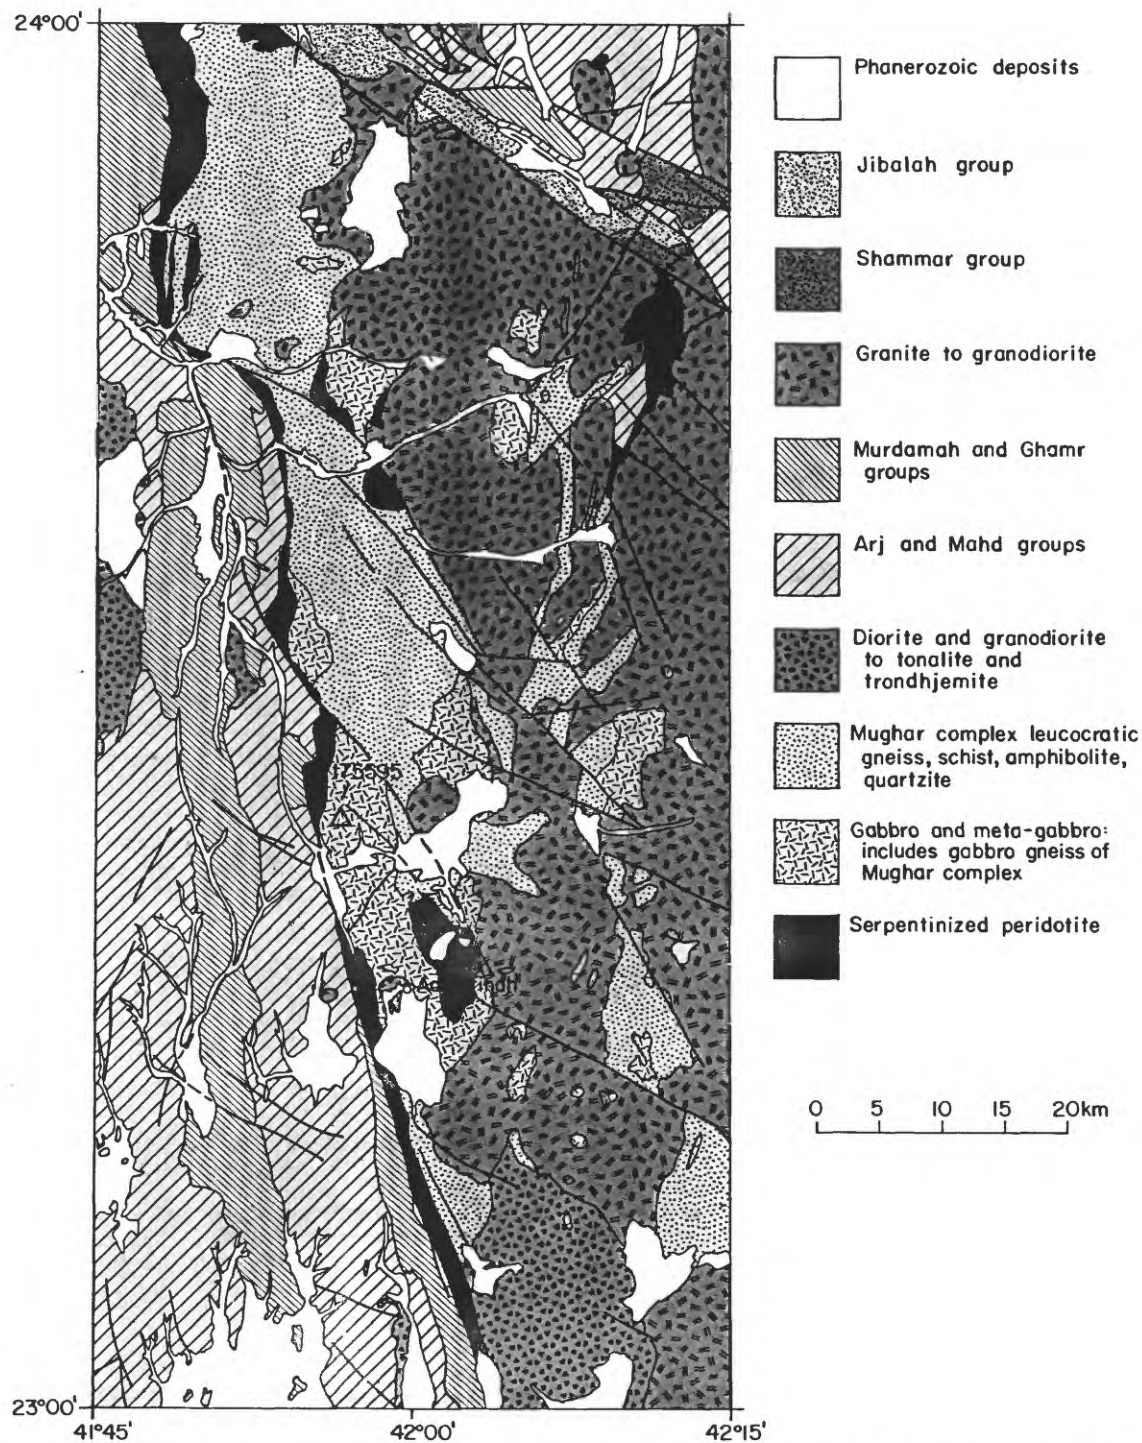 24°00'
Phanerozoic deposits
Jibalah group
Shammar group
Granite to granodiorite
Murdamah and Ghamr
groups
Arj and Mahd groups
Diorite and granodiorite
to tonalite and
trondhjemite
Mughar complex leucocratic
gneiss, schist, amphibolite,
quartzite
175595
Gabbro and meta-gabbro:
includes gabbro gneiss of
Mughar complex
Serpentinized peridotite
0 5 10 15 20km
23°00'
41°45' 42°00' 42°15'